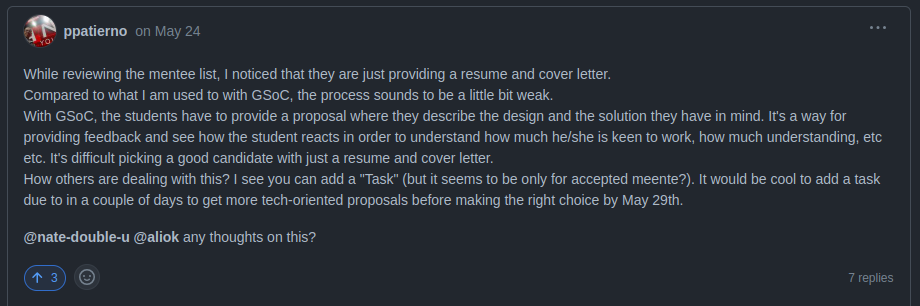 ppatierno on May 24
While reviewing the mentee list, I noticed that they are just providing a resume and cover letter.
Compared to what I am used to with GSoC, the process sounds to be a little bit weak.
With GSoC, the students have to provide a proposal where they describe the design and the solution they have in mind. It's a way for
providing feedback and see how the student reacts in order to understand how much he/she is keen to work, how much understanding, etc
etc. It's difficult picking a good candidate with just a resume and cover letter.
How others are dealing with this? I see you can add a "Task" (but it seems to be only for accepted meente?). It would be cool to add a task
due to in a couple of days to get more tech-oriented proposals before making the right choice by May 29th.
@nate-double-u @aliok any thoughts on this?
3
7 replies